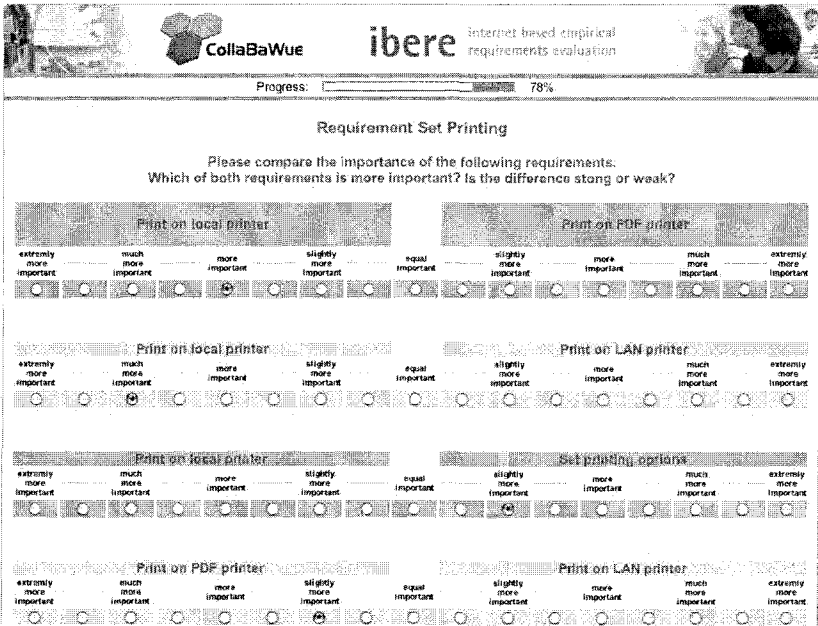 CollaBaWue
ibere
internet based empirical
requirements evaluation
Progress: 78%
Requirement Set Printing
Please compare the importance of the following requirements.
Which of both requirements is more important? Is the difference stong or weak?
Print on local printer Print on PDF printer
extremly more important much more important more important slightly more important equal important slightly more important more important much more important extremly more important
Print on local printer Print on LAN printer
extremly more important much more important more important slightly more important equal important slightly more important more important much more important extremly more important
Print on local printer Set printing options
extremly more important much more important more important slightly more important equal important slightly more important more important much more important extremly more important
Print on PDF printer Print on LAN printer
extremly more important much more important more important slightly more important equal important slightly more important more important much more important extremly more important